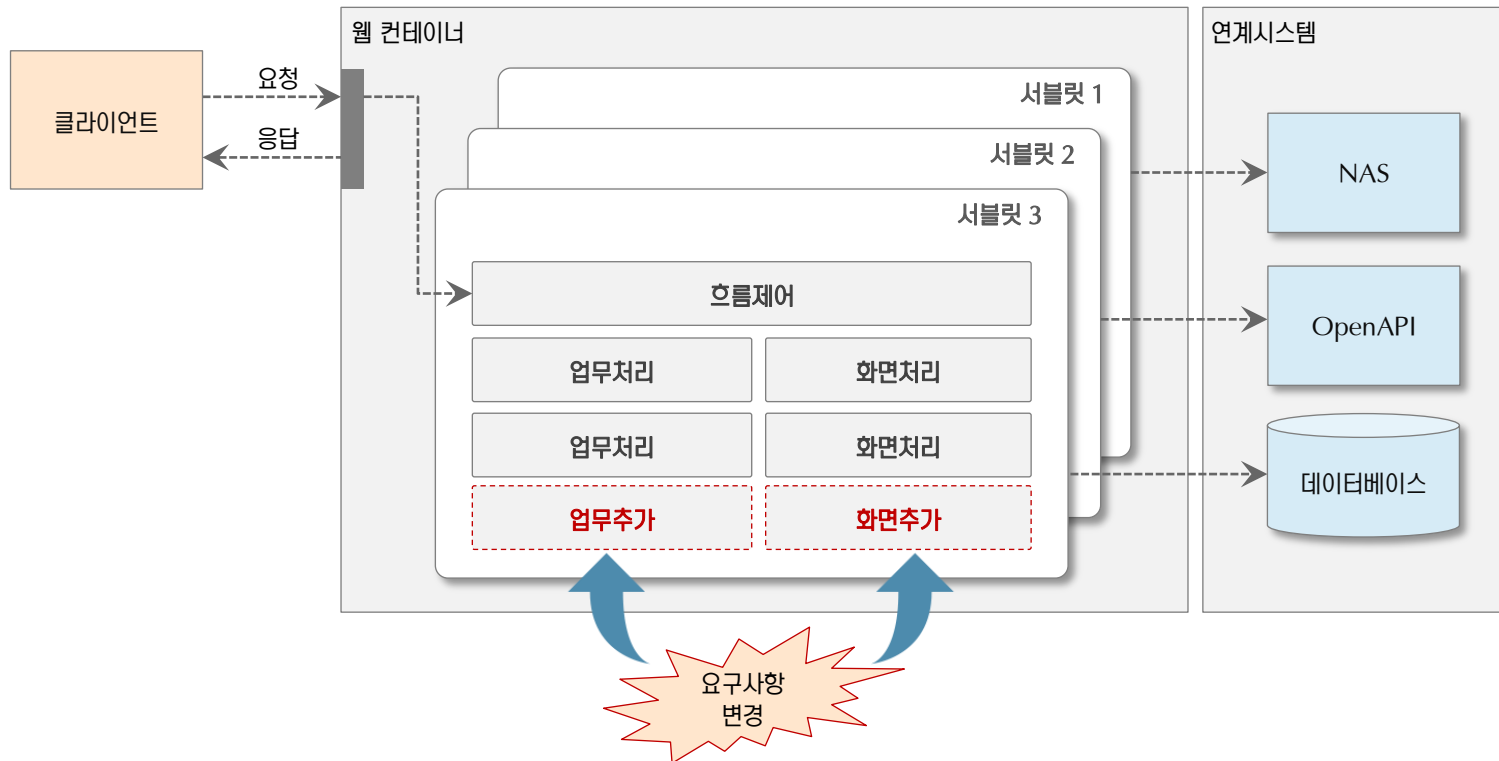 웹 컨테이너
연계시스템
클라이언트
요청
응답
서블릿 1
서블릿 2
서블릿 3
흐름제어
업무처리
화면처리
업무처리
화면처리
업무추가
화면추가
NAS
OpenAPI
데이터베이스
요구사항
변경